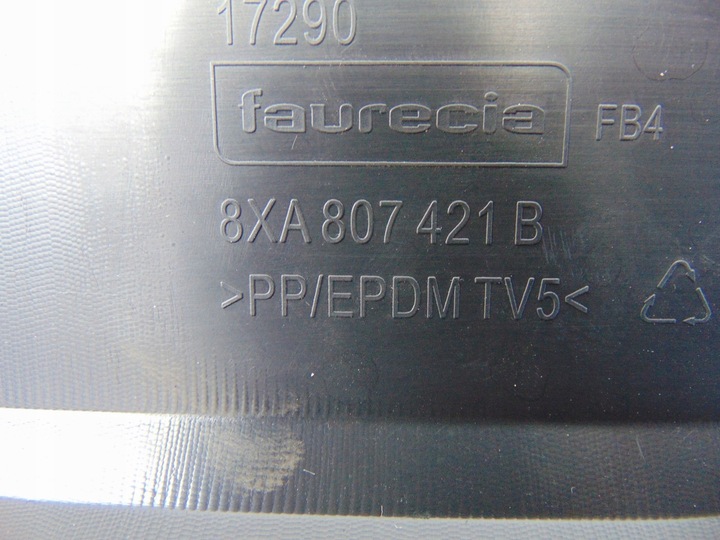 17290
faurecia FB4
8XA 807 421 B
>PP/EPDM TV5<